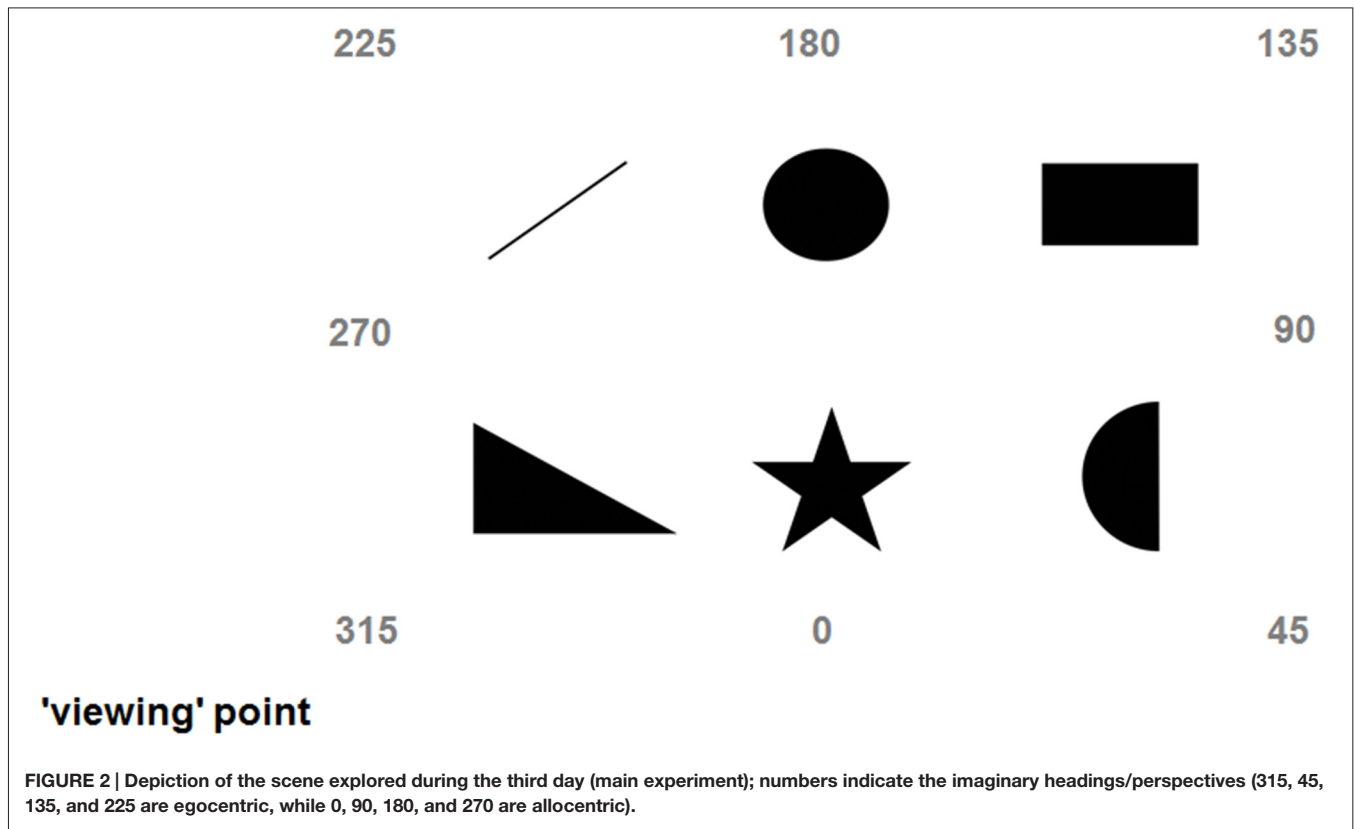 225 180 135
270 90
315 0 45
'viewing' point
FIGURE 2 | Depiction of the scene explored during the third day (main experiment); numbers indicate the imaginary headings/perspectives (315, 45,
135, and 225 are egocentric, while 0, 90, 180, and 270 are allocentric).